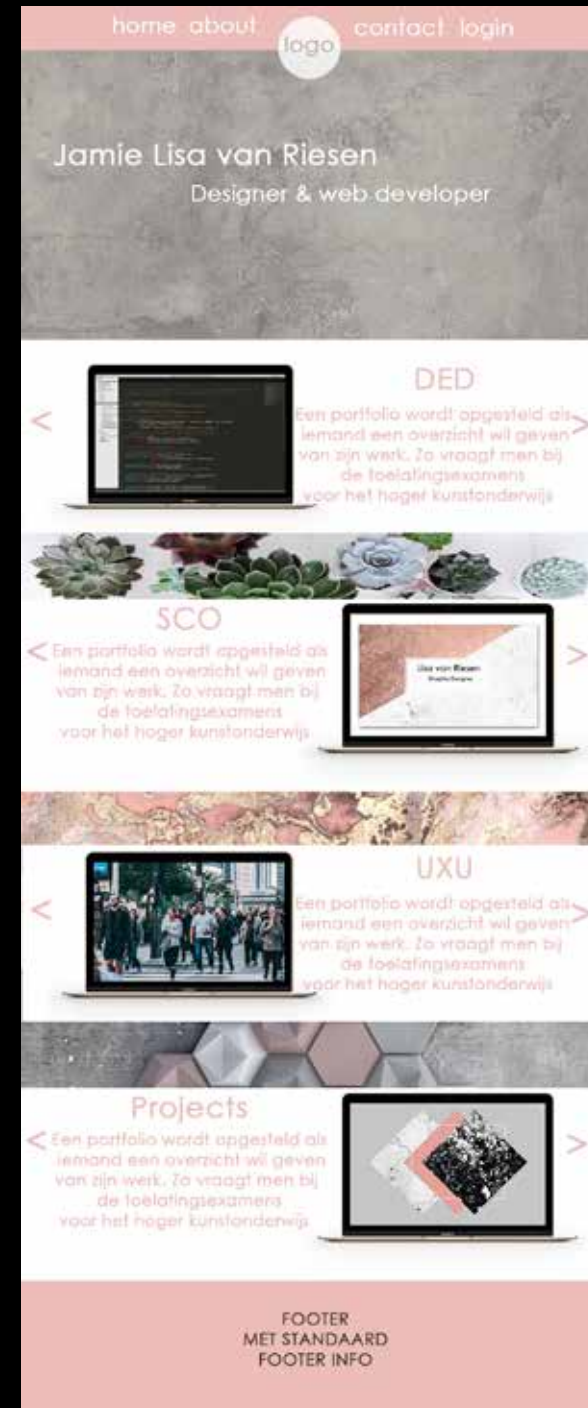 home about logo contact login
Jamie Lisa van Riesen
Designer & web developer
DED
<
Een portfolio wordt opgesteld als
iemand een overzicht wil geven
van zijn werk. Zo vraagt men bij
de toelatingsexamens
voor het hoger kunstonderwijs
>
SCO
<
Een portfolio wordt opgesteld als
iemand een overzicht wil geven
van zijn werk. Zo vraagt men bij
de toelatingsexamens
voor het hoger kunstonderwijs
Lisa van Riesen
Graphic Designer
>
UXU
<
Een portfolio wordt opgesteld als
iemand een overzicht wil geven
van zijn werk. Zo vraagt men bij
de toelatingsexamens
voor het hoger kunstonderwijs
>
Projects
<
Een portfolio wordt opgesteld als
iemand een overzicht wil geven
van zijn werk. Zo vraagt men bij
de toelatingsexamens
voor het hoger kunstonderwijs
>
FOOTER
MET STANDAARD
FOOTER INFO